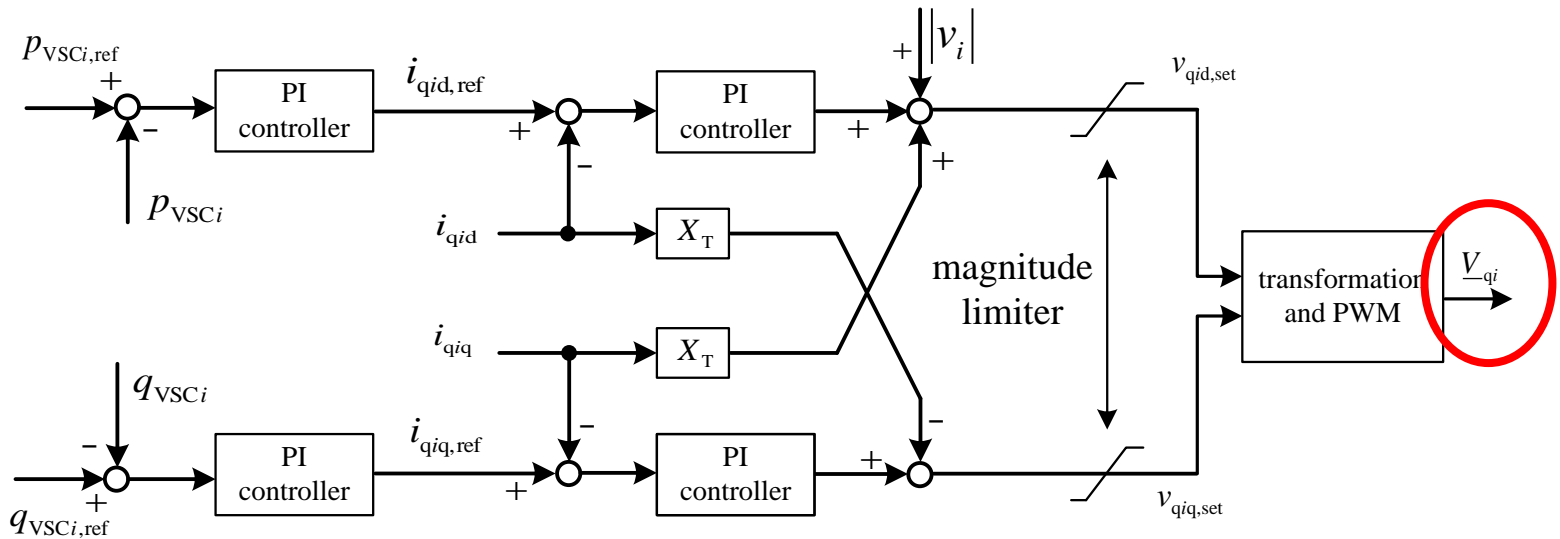 p_VSCi,ref
+
-
p_VSCi
PI
controller
i_qid,ref
+
-
PI
controller
+
+
|v_i|
+
v_qid,set
i_qid
X_T
i_qiq
X_T
magnitude
limiter
transformation
and PWM
V_qi
q_VSCi
-
+
q_VSCi,ref
PI
controller
i_qiq,ref
+
-
PI
controller
+
-
v_qiq,set